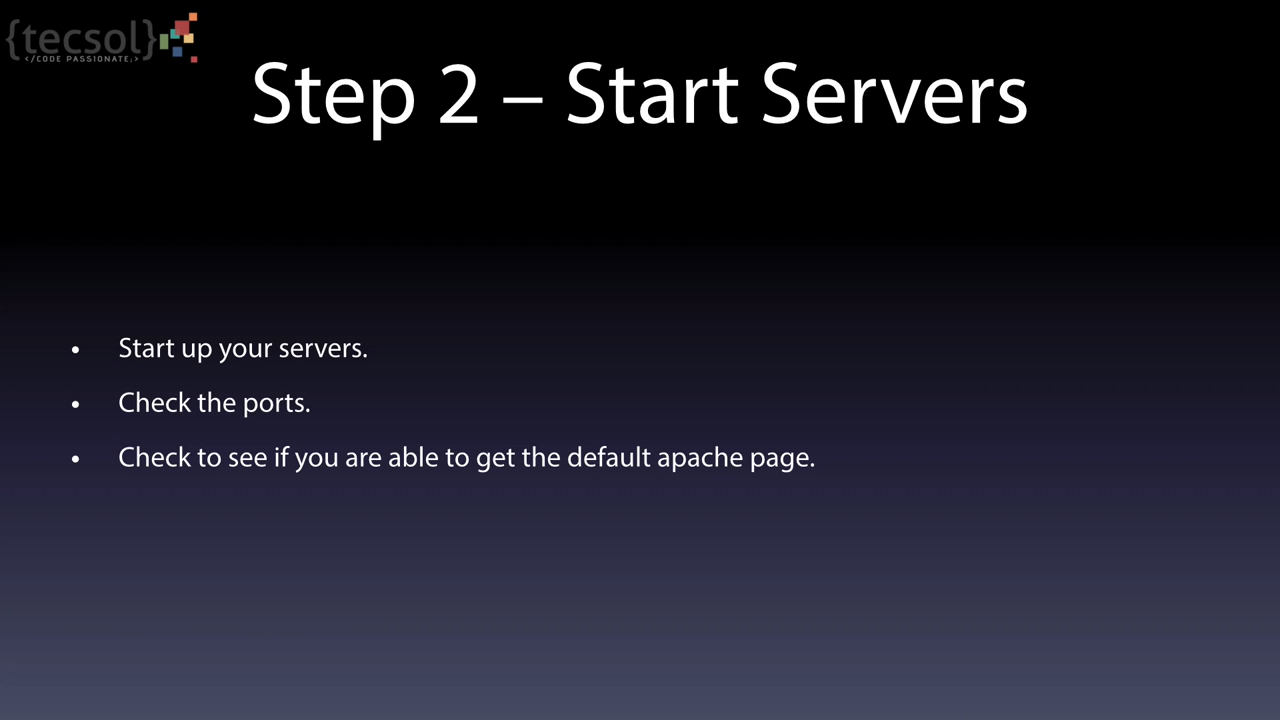 {tecsol}
</CODE PASSIONATE;>
Step 2 – Start Servers
• Start up your servers.
• Check the ports.
• Check to see if you are able to get the default apache page.